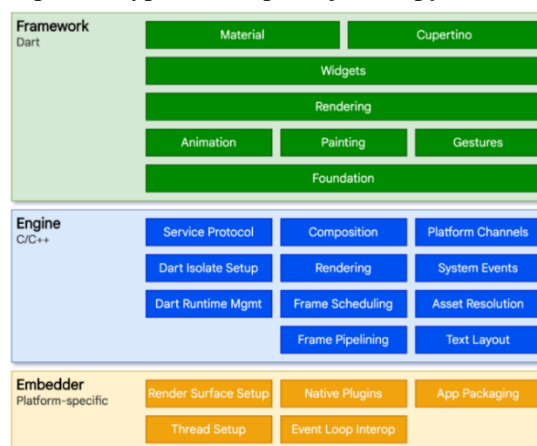 Framework
Dart
Material Cupertino
Widgets
Rendering
Animation Painting Gestures
Foundation
Engine
C/C++
Service Protocol Composition Platform Channels
Dart Isolate Setup Rendering System Events
Dart Runtime Mgmt Frame Scheduling Asset Resolution
Frame Pipelining Text Layout
Embedder
Platform-specific
Render Surface Setup Native Plugins App Packaging
Thread Setup Event Loop Interop